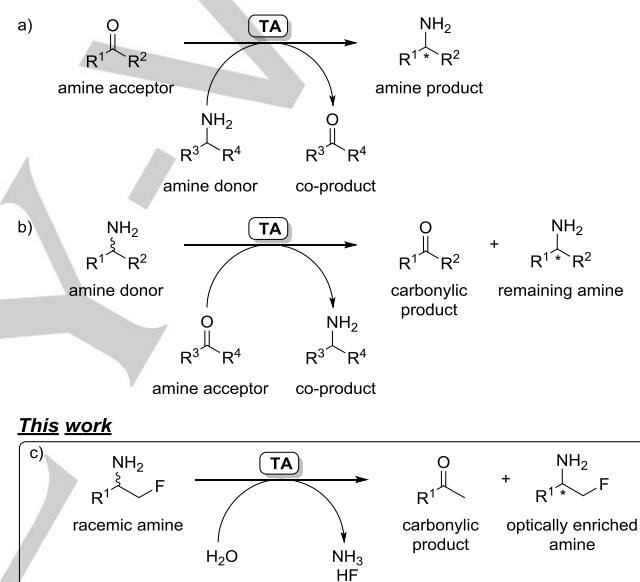 a)
O
TA
NH2
R1 R2
R1 * R2
amine acceptor
amine product
NH2
O
R3 R4
R3 R4
amine donor
co-product
b)
NH2
TA
O
+
NH2
R1 R2
R1 R2
R1 * R2
amine donor
carbonylic
product
remaining amine
O
NH2
R3 R4
R3 R4
amine acceptor
co-product
This work
c)
NH2
TA
O
+
NH2
R1 F
R1
R1 * F
racemic amine
carbonylic
product
optically enriched
amine
H2O
NH3
HF